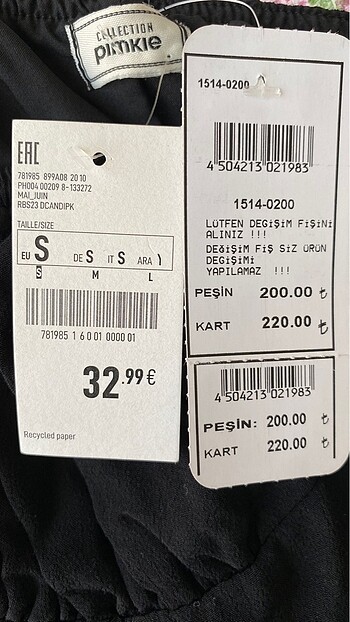 COLLECTION
pimkie
EAC
781985 899A08 20 10
PH004 00209 8-133272
MAI_JUIN
RBS23 DCANDIPK
TAILLE/SIZE
EU S DE S IT S ARA
S M L
781985 1 6 0 01 0000 01
32.99€
Recycled paper
1514-0200
4 504213 021983
1514-0200
LÜTFEN DEĞİŞİM FİŞİNİ
ALINIZ !!!
DEĞİŞİM FİŞ SİZ ÜRÜN
DEĞİŞİMİ
YAPILAMAZ !!!
PEŞİN 200.00 ₺
KART 220.00 ₺
4 504213 021983
PEŞİN: 200.00 ₺
KART 220.00 ₺